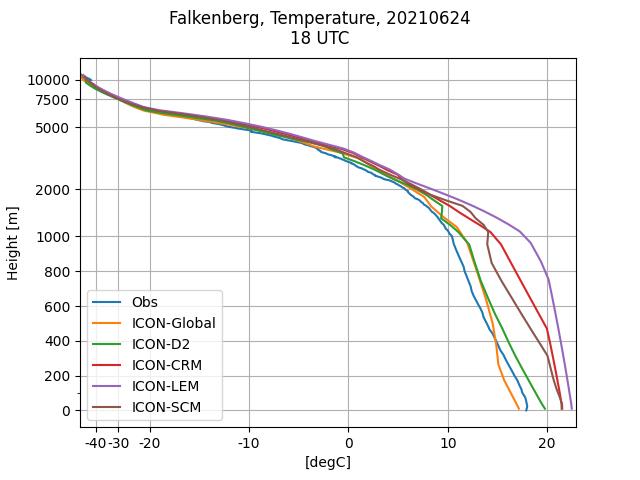 Falkenberg, Temperature, 20210624
18 UTC
10000
7500
5000
2000
1000
800
600
400
200
0
Height [m]
Obs
ICON-Global
ICON-D2
ICON-CRM
ICON-LEM
ICON-SCM
-40 -30 -20 -10 0 10 20
[degC]